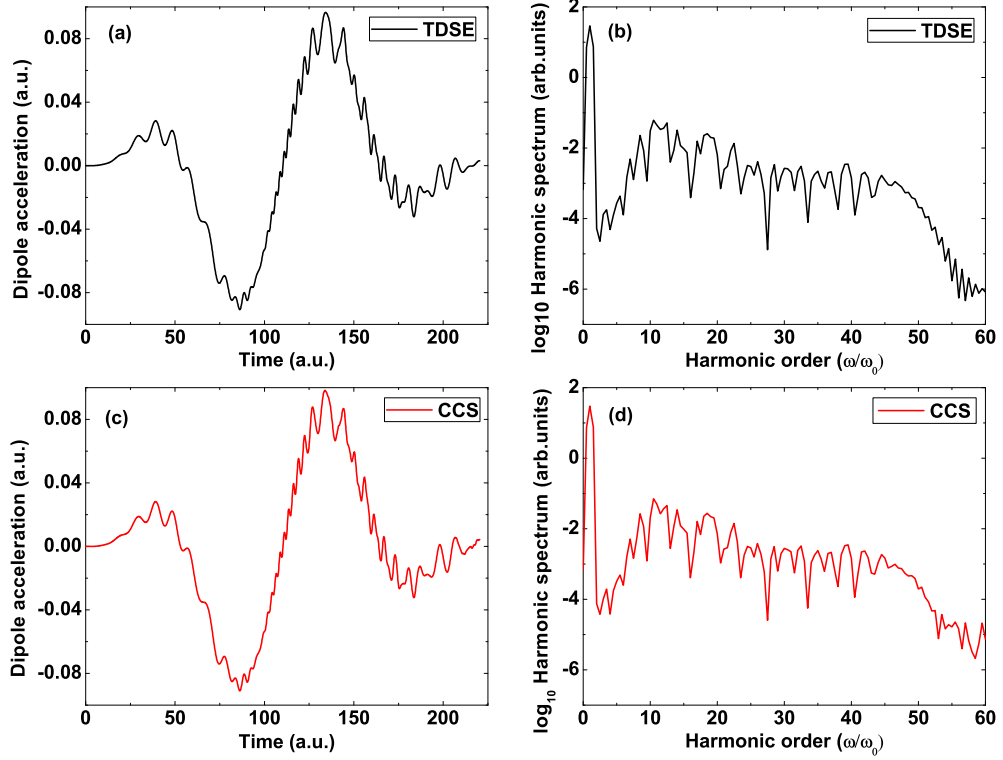 (a)
TDSE
Dipole acceleration (a.u.)
0.08
0.04
0.00
-0.04
-0.08
0 50 100 150 200
Time (a.u.)
(b)
TDSE
log10 Harmonic spectrum (arb.units)
2
0
-2
-4
-6
0 10 20 30 40 50 60
Harmonic order (ω/ω₀)
(c)
CCS
Dipole acceleration (a.u.)
0.08
0.04
0.00
-0.04
-0.08
0 50 100 150 200
Time (a.u.)
(d)
CCS
log₁₀ Harmonic spectrum (arb.units)
2
0
-2
-4
-6
0 10 20 30 40 50 60
Harmonic order (ω/ω₀)